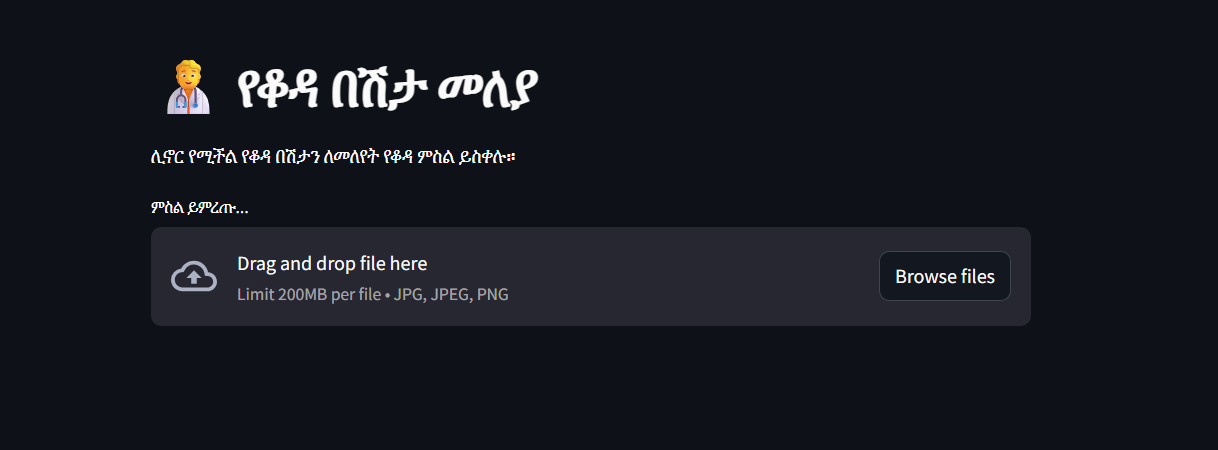 የቆዳ በሽታ መለያ
ሊኖር የሚችል የቆዳ በሽታን ለመለየት የቆዳ ምስል ይስቀሉ።
ምስል ይምረጡ...
Drag and drop file here
Limit 200MB per file • JPG, JPEG, PNG
Browse files